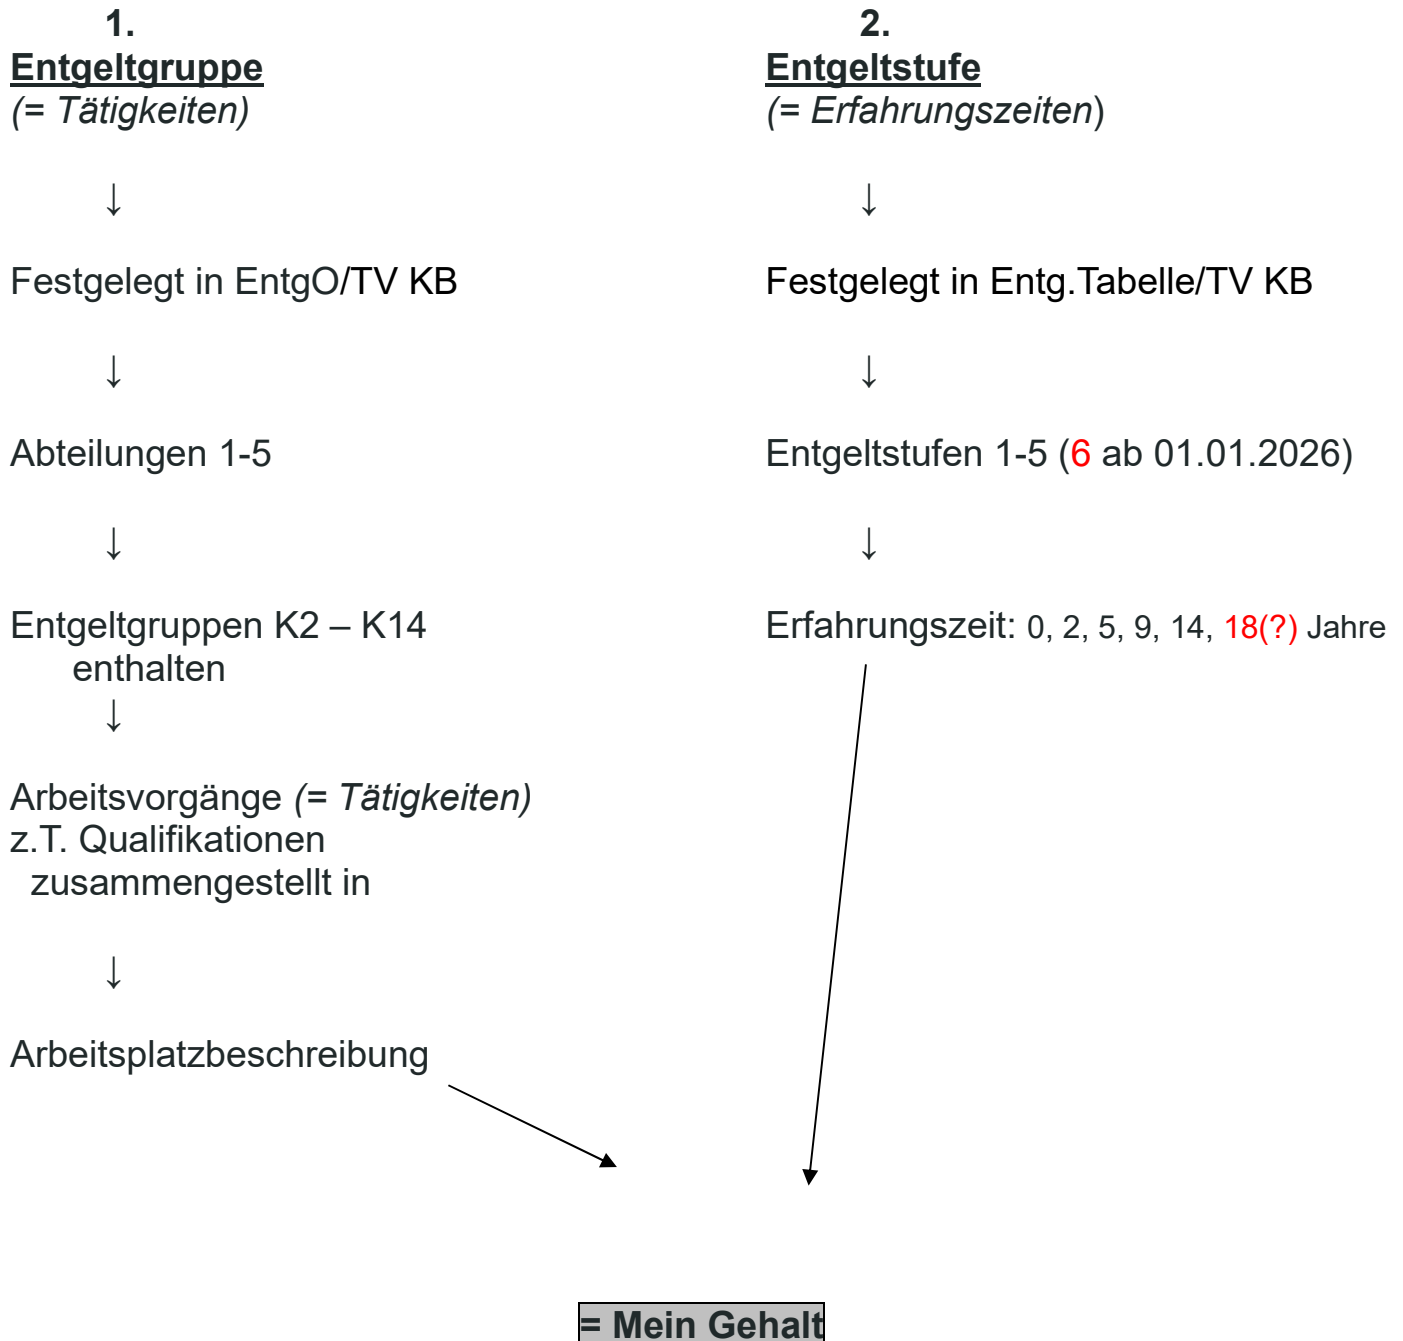 1.
Entgeltgruppe
(= Tätigkeiten)
↓
Festgelegt in EntgO/TV KB
↓
Abteilungen 1-5
↓
Entgeltgruppen K2 – K14
enthalten
↓
Arbeitsvorgänge (= Tätigkeiten)
z.T. Qualifikationen
zusammengestellt in
↓
Arbeitsplatzbeschreibung
2.
Entgeltstufe
(= Erfahrungszeiten)
↓
Festgelegt in Entg.Tabelle/TV KB
↓
Entgeltstufen 1-5 (6 ab 01.01.2026)
↓
Erfahrungszeit: 0, 2, 5, 9, 14, 18(?) Jahre
= Mein Gehalt